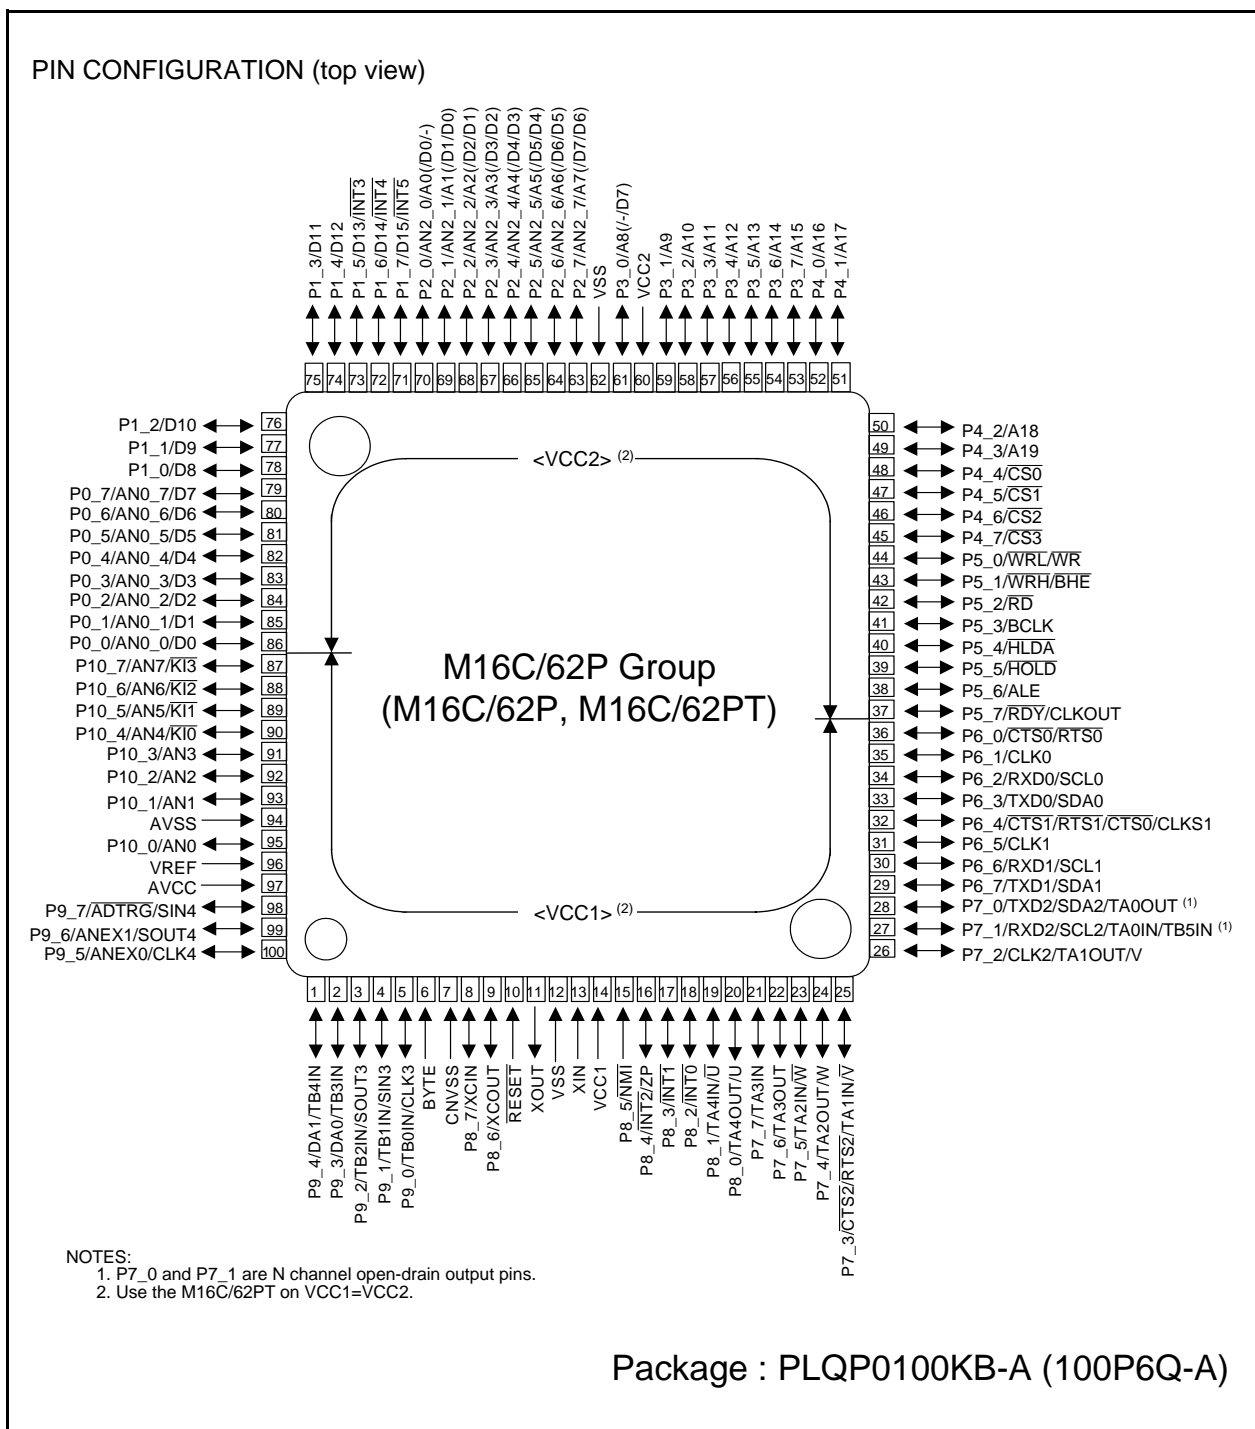 PIN CONFIGURATION (top view)
P1_3/D11
P1_4/D12
P1_5/D13/INT3
P1_6/D14/INT4
P1_7/D15/INT5
P2_0/AN2_0/A0(/D0/-)
P2_1/AN2_1/A1(/D1/D0)
P2_2/AN2_2/A2(/D2/D1)
P2_3/AN2_3/A3(/D3/D2)
P2_4/AN2_4/A4(/D4/D3)
P2_5/AN2_5/A5(/D5/D4)
P2_6/AN2_6/A6(/D6/D5)
P2_7/AN2_7/A7(/D7/D6)
VSS
P3_0/A8(/-/D7)
VCC2
P3_1/A9
P3_2/A10
P3_3/A11
P3_4/A12
P3_5/A13
P3_6/A14
P3_7/A15
P4_0/A16
P4_1/A17
75 74 73 72 71 70 69 68 67 66 65 64 63 62 61 60 59 58 57 56 55 54 53 52 51
P1_2/D10 76
P1_1/D9 77
P1_0/D8 78
P0_7/AN0_7/D7 79
P0_6/AN0_6/D6 80
P0_5/AN0_5/D5 81
P0_4/AN0_4/D4 82
P0_3/AN0_3/D3 83
P0_2/AN0_2/D2 84
P0_1/AN0_1/D1 85
P0_0/AN0_0/D0 86
P10_7/AN7/KI3 87
P10_6/AN6/KI2 88
P10_5/AN5/KI1 89
P10_4/AN4/KI0 90
P10_3/AN3 91
P10_2/AN2 92
P10_1/AN1 93
AVSS 94
P10_0/AN0 95
VREF 96
AVCC 97
P9_7/ADTRG/SIN4 98
P9_6/ANEX1/SOUT4 99
P9_5/ANEX0/CLK4 100
<VCC2> (2)
M16C/62P Group
(M16C/62P, M16C/62PT)
<VCC1> (2)
50 P4_2/A18
49 P4_3/A19
48 P4_4/CS0
47 P4_5/CS1
46 P4_6/CS2
45 P4_7/CS3
44 P5_0/WRL/WR
43 P5_1/WRH/BHE
42 P5_2/RD
41 P5_3/BCLK
40 P5_4/HLDA
39 P5_5/HOLD
38 P5_6/ALE
37 P5_7/RDY/CLKOUT
36 P6_0/CTS0/RTS0
35 P6_1/CLK0
34 P6_2/RXD0/SCL0
33 P6_3/TXD0/SDA0
32 P6_4/CTS1/RTS1/CTS0/CLKS1
31 P6_5/CLK1
30 P6_6/RXD1/SCL1
29 P6_7/TXD1/SDA1
28 P7_0/TXD2/SDA2/TA0OUT (1)
27 P7_1/RXD2/SCL2/TA0IN/TB5IN (1)
26 P7_2/CLK2/TA1OUT/V
1 2 3 4 5 6 7 8 9 10 11 12 13 14 15 16 17 18 19 20 21 22 23 24 25
P9_4/DA1/TB4IN
P9_3/DA0/TB3IN
P9_2/TB2IN/SOUT3
P9_1/TB1IN/SIN3
P9_0/TB0IN/CLK3
BYTE
CNVSS
P8_7/XCIN
P8_6/XCOUT
RESET
XOUT
VSS
XIN
VCC1
P8_5/NMI
P8_4/INT2/ZP
P8_3/INT1
P8_2/INT0
P8_1/TA4IN/U
P8_0/TA4OUT/U
P7_7/TA3IN
P7_6/TA3OUT
P7_5/TA2IN/W
P7_4/TA2OUT/W
P7_3/CTS2/RTS2/TA1IN/V
NOTES:
1. P7_0 and P7_1 are N channel open-drain output pins.
2. Use the M16C/62PT on VCC1=VCC2.
Package : PLQP0100KB-A (100P6Q-A)